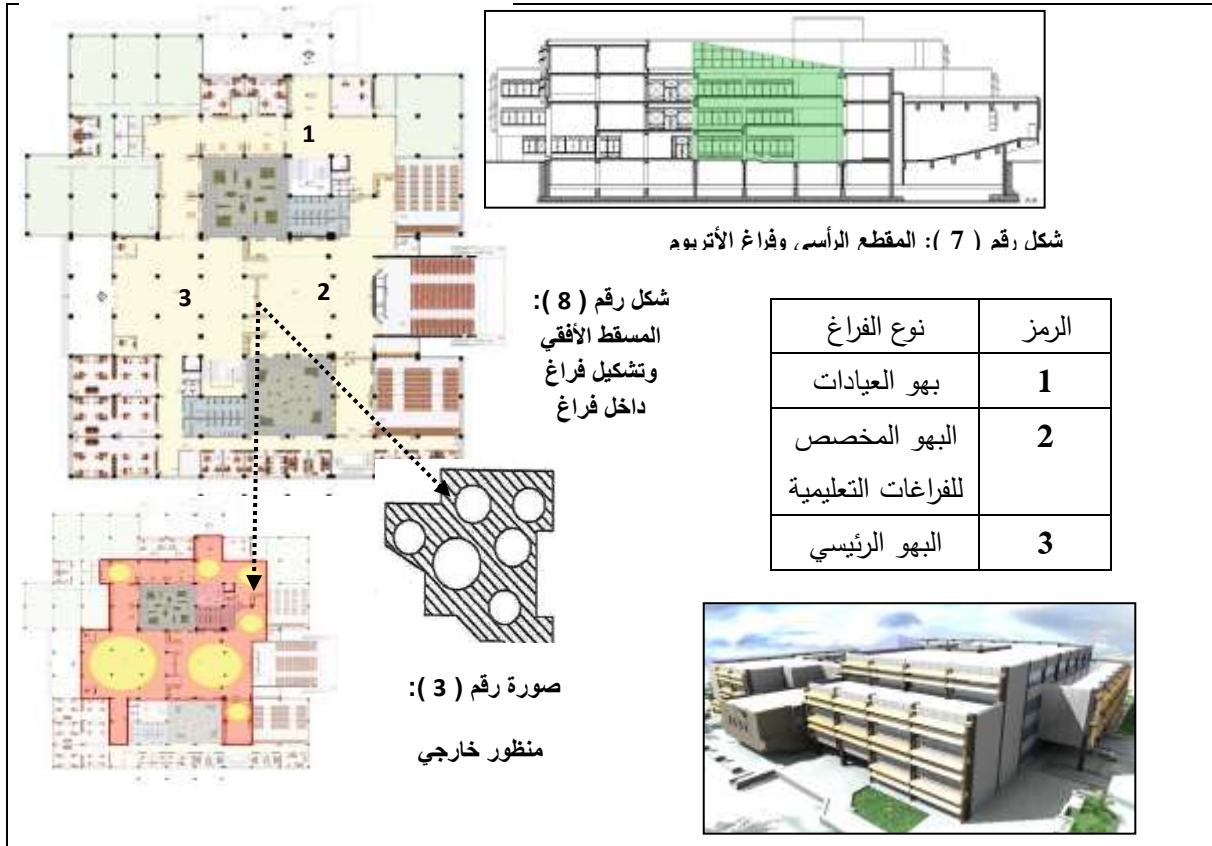 1
2
3
شكل رقم ( 7 ): المقطع الرأسي وفراغ الأتريوم
شكل رقم ( 8 ):
المسقط الأفقي
وتشكيل فراغ
داخل فراغ
الرمز نوع الفراغ
1 بهو العيادات
2 البهو المخصص
للفراغات التعليمية
3 البهو الرئيسي
صورة رقم ( 3 ):
منظور خارجي